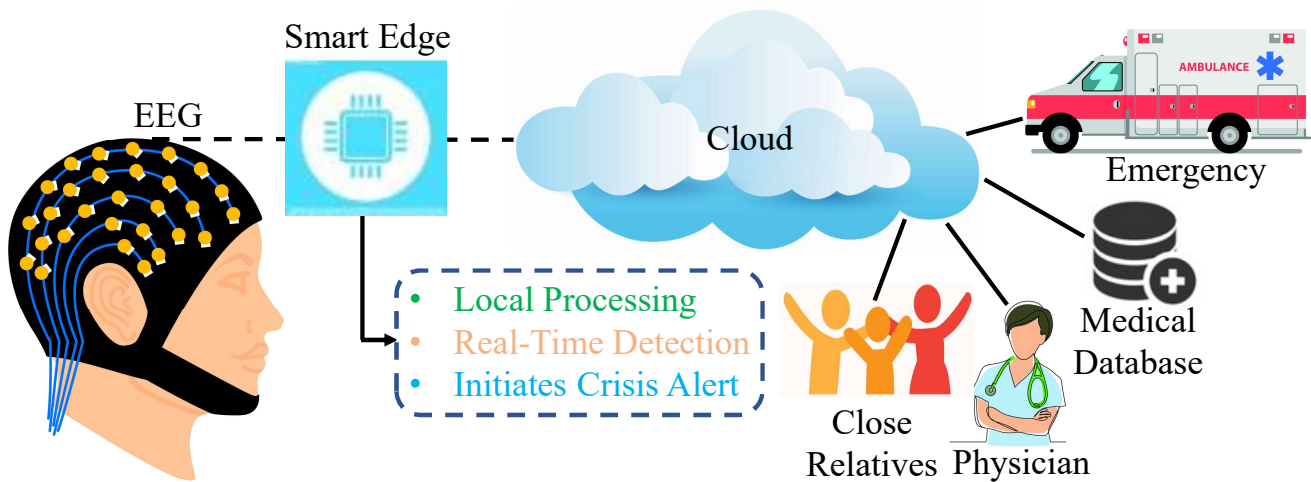 Smart Edge
EEG
Cloud
AMBULANCE
Emergency
• Local Processing
• Real-Time Detection
• Initiates Crisis Alert
Medical
Database
Close
Relatives
Physician